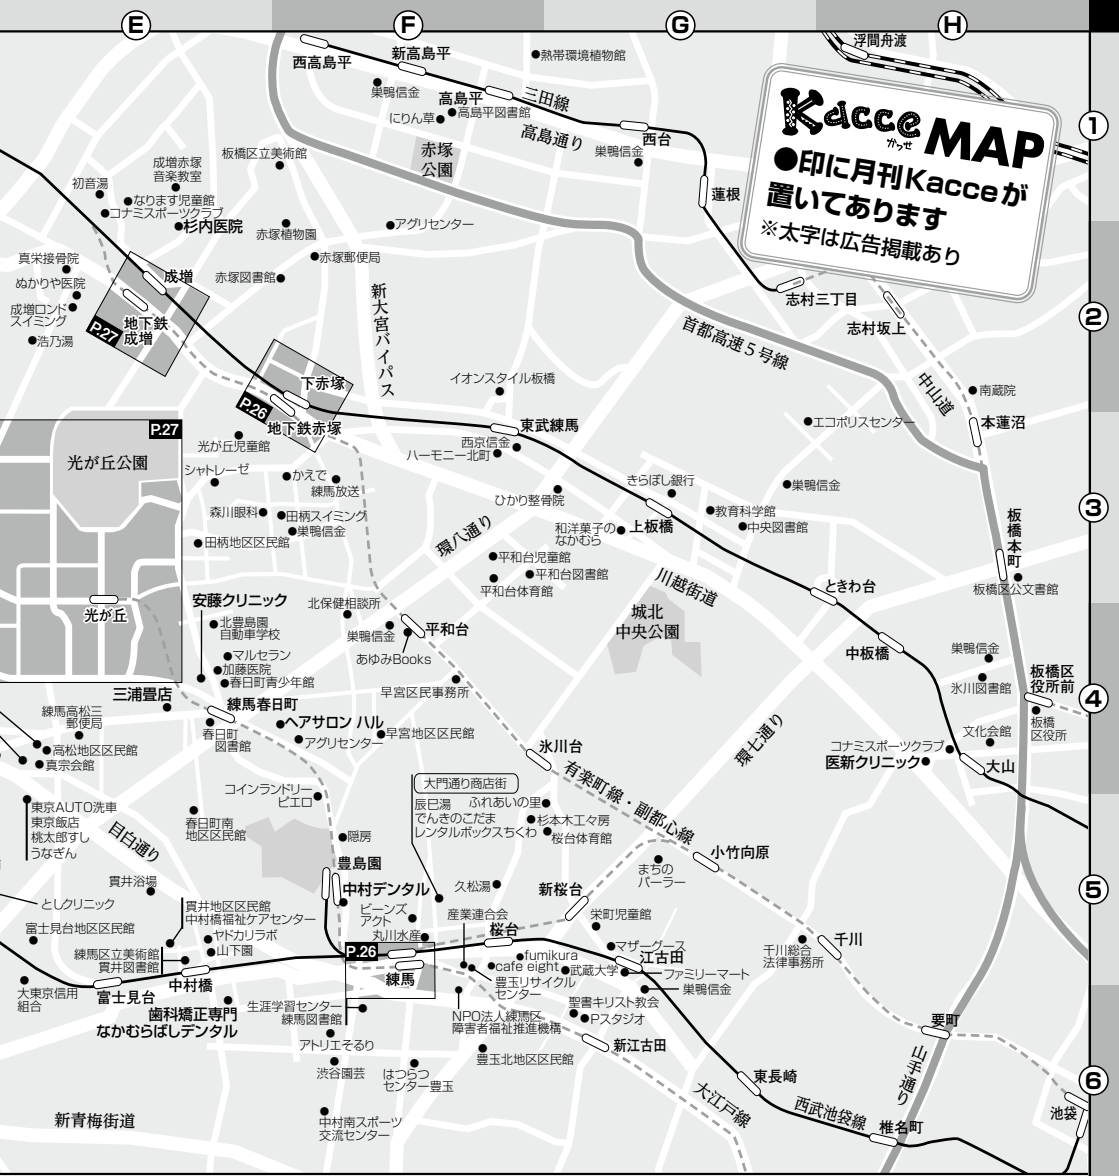 E
F
G
H
①
②
③
④
⑤
⑥
Kacce MAP
かっせ
●印に月刊Kacceが
置いてあります
※太字は広告掲載あり
浮間舟渡
西高島平
新高島平
熱帯環境植物館
巣鴨信金
高島平
高島平図書館
にりん草
三田線
高島通り
西台
巣鴨信金
赤塚
公園
蓮根
成増赤塚
音楽教室
板橋区立美術館
初音湯
なります児童館
コナミスポーツクラブ
杉内医院
赤塚植物園
アグリセンター
真栄接骨院
ぬかりや医院
成増ロンド
スイミング
浩乃湯
成増
地下鉄
成増
P.27
赤塚郵便局
赤塚図書館
新大宮バイパス
志村三丁目
志村坂上
首都高速5号線
中山道
南蔵院
本蓮沼
下赤塚
P.26
地下鉄赤塚
イオンスタイル板橋
東武練馬
西京信金
ハーモニー北町
エコポリスセンター
P.27
光が丘公園
光が丘
光が丘児童館
シャトレーゼ
かえで
練馬放送
森川眼科
田柄スイミング
巣鴨信金
田柄地区区民館
ひかり整骨院
きらぼし銀行
巣鴨信金
教育科学館
中央図書館
和洋菓子の
なかむら
上板橋
環八通り
平和台児童館
平和台図書館
平和台体育館
川越街道
ときわ台
板橋本町
板橋区公文書館
城北
中央公園
中板橋
安藤クリニック
北豊島園
自動車学校
マルセラン
加藤医院
春日町青少年館
北保健相談所
巣鴨信金
平和台
あゆみBooks
早宮区民事務所
巣鴨信金
氷川図書館
板橋区
役所前
板橋
区役所
文化会館
コナミスポーツクラブ
医新クリニック
大山
三浦畳店
練馬春日町
練馬高松三
郵便局
高松地区区民館
真宗会館
春日町
図書館
ヘアサロン ハル
アグリセンター
早宮地区区民館
氷川台
環七通り
有楽町線・副都心線
大門通り商店街
辰巳湯
でんきのこだま
レンタルボックスちくわ
ふれあいの里
杉本木工々房
桜台体育館
コインランドリー
ピエロ
東京AUTO洗車
東京飯店
桃太郎すし
うなぎん
春日町南
地区区民館
目白通り
隠房
豊島園
中村デンタル
小竹向原
まちの
パーラー
貫井浴場
としクリニック
富士見台地区区民館
貫井地区区民館
中村橋福祉ケアセンター
ヤドカリラボ
山下園
練馬区立美術館
貫井図書館
ビーンズ
アクト
丸川水産
久松湯
産業連合会
桜台
新桜台
栄町児童館
マザーグース
江古田
千川総合
法律事務所
千川
P.26
練馬
fumikura
cafe eight
豊玉リサイクル
センター
武蔵大学
ファミリーマート
巣鴨信金
大東京信用
組合
富士見台
中村橋
歯科矯正専門
なかむらばしデンタル
生涯学習センター
練馬図書館
NPO法人練馬区
障害者福祉推進機構
聖書キリスト教会
Pスタジオ
要町
アトリエそるり
渋谷園芸
はつらつ
センター豊玉
豊玉北地区区民館
新江古田
山手通り
東長崎
大江戸線
西武池袋線
椎名町
池袋
新青梅街道
中村南スポーツ
交流センター